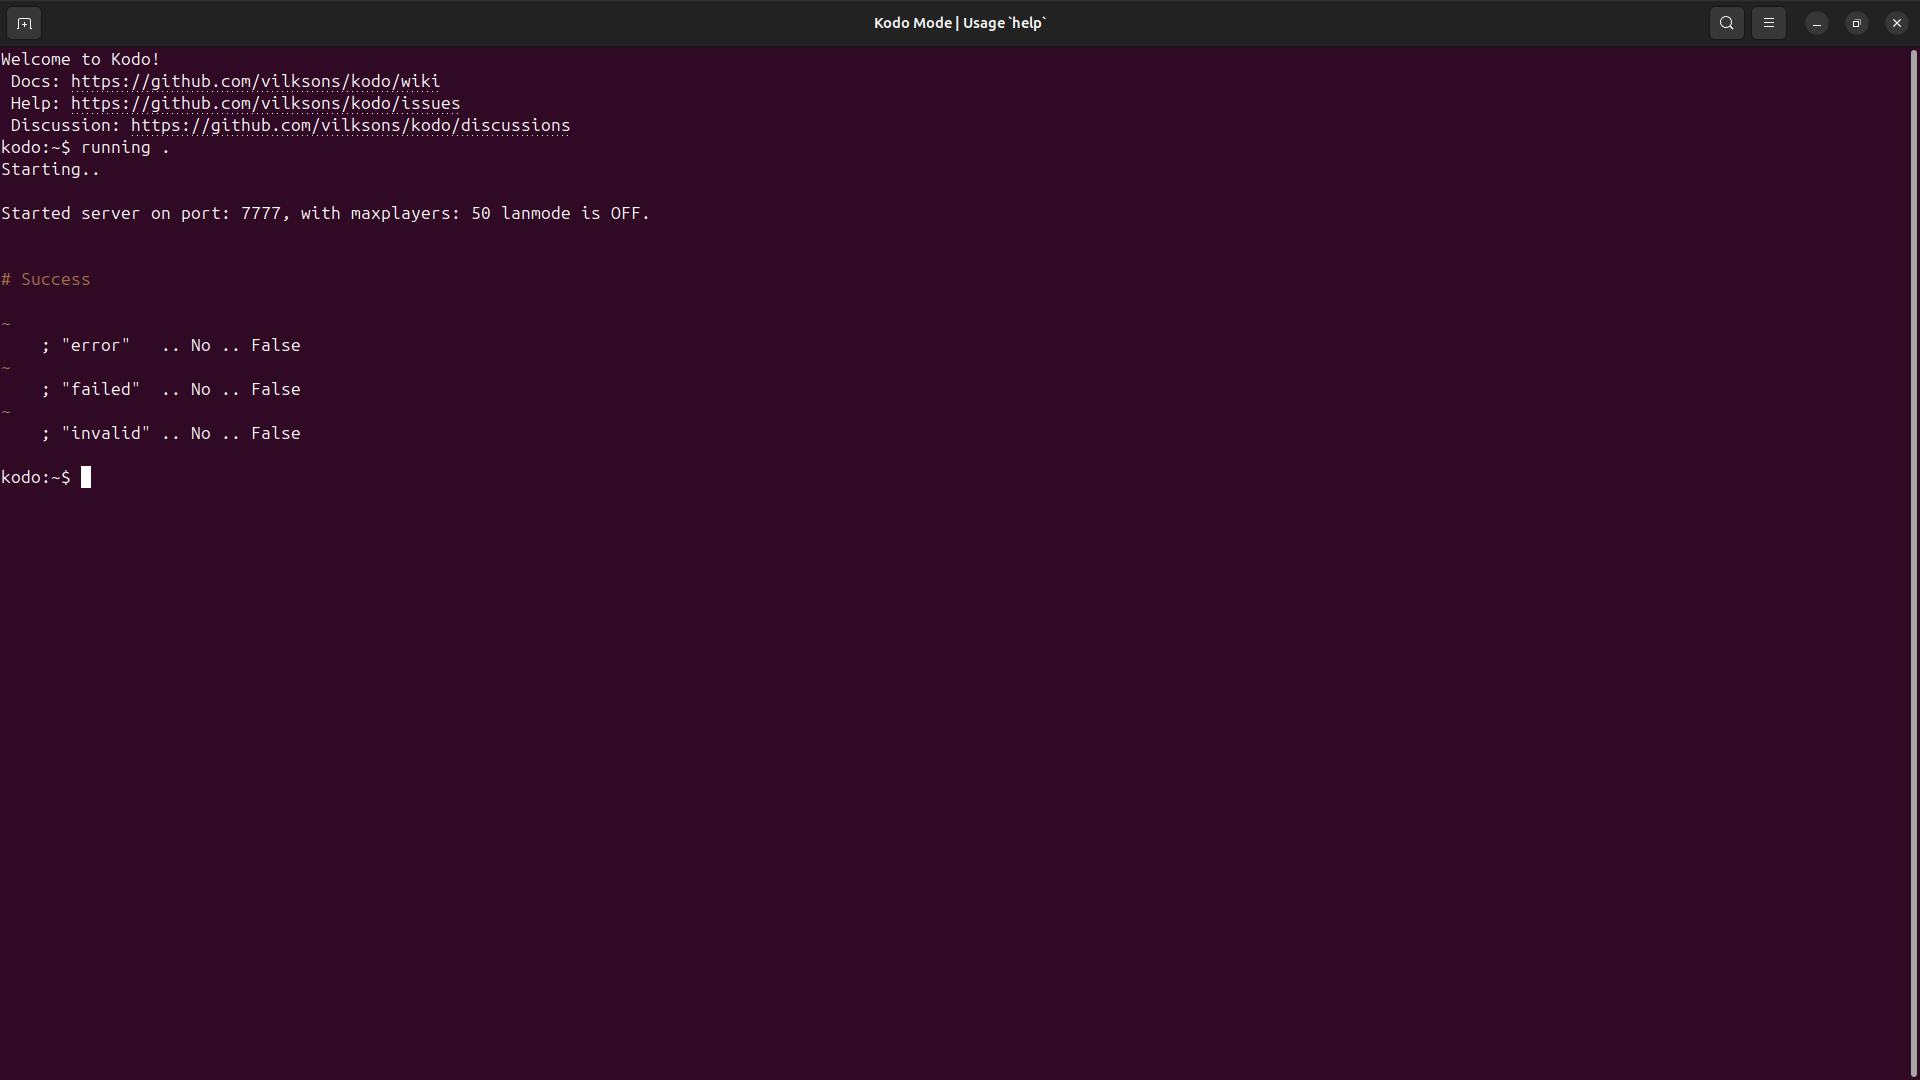 Kodo Mode | Usage `help`
Welcome to Kodo!
Docs: https://github.com/vilksons/kodo/wiki
Help: https://github.com/vilksons/kodo/issues
Discussion: https://github.com/vilksons/kodo/discussions
kodo:~$ running .
Starting..
Started server on port: 7777, with maxplayers: 50 lanmode is OFF.
# Success
~
; "error"   .. No .. False
~
; "failed"  .. No .. False
~
; "invalid" .. No .. False
kodo:~$